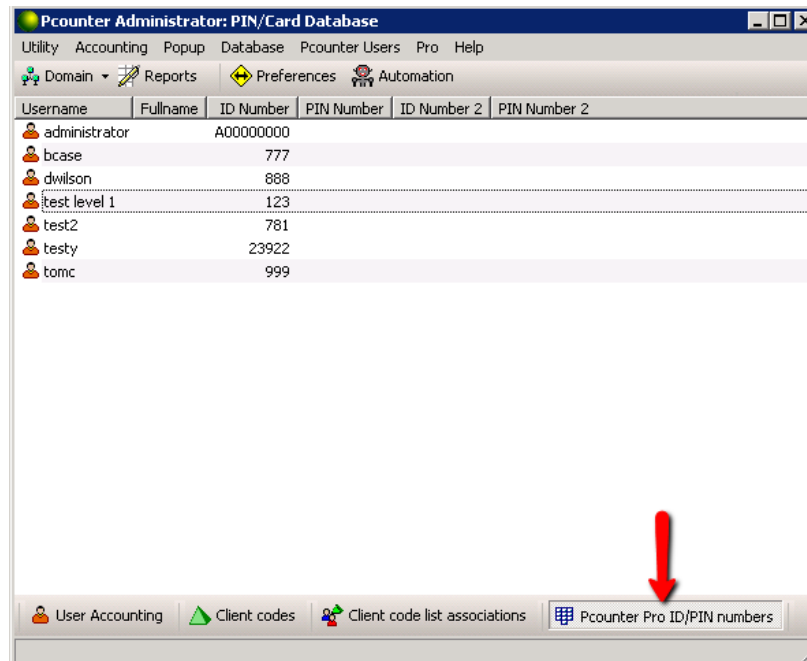 Pcounter Administrator: PIN/Card Database
Utility Accounting Popup Database Pcounter Users Pro Help
Domain Reports Preferences Automation
Username Fullname ID Number PIN Number ID Number 2 PIN Number 2
administrator A00000000
bcase 777
dwilson 888
test level 1 123
test2 781
testy 23922
tomc 999
User Accounting Client codes Client code list associations Pcounter Pro ID/PIN numbers